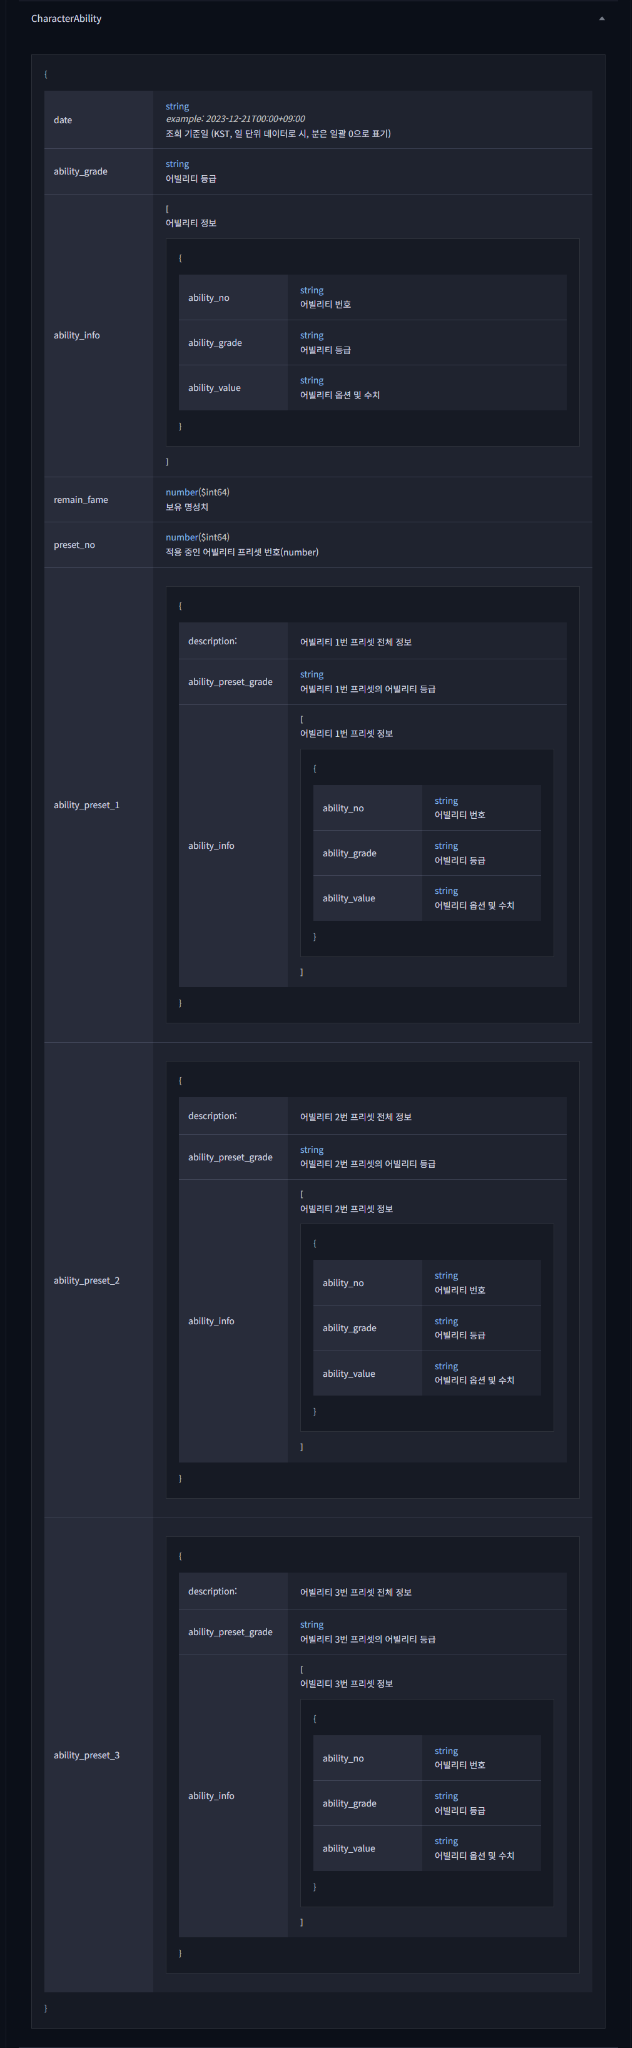 CharacterAbility
{
date
string
example: 2023-12-21T00:00+09:00
조회 기준일 (KST, 일 단위 데이터로 시, 분은 일괄 0으로 표기)
ability_grade
string
어빌리티 등급
ability_info
[
어빌리티 정보
{
ability_no
string
어빌리티 번호
ability_grade
string
어빌리티 등급
ability_value
string
어빌리티 옵션 및 수치
}
]
remain_fame
number($int64)
보유 명성치
preset_no
number($int64)
적용 중인 어빌리티 프리셋 번호(number)
ability_preset_1
{
description:
어빌리티 1번 프리셋 전체 정보
ability_preset_grade
string
어빌리티 1번 프리셋의 어빌리티 등급
ability_info
[
어빌리티 1번 프리셋 정보
{
ability_no
string
어빌리티 번호
ability_grade
string
어빌리티 등급
ability_value
string
어빌리티 옵션 및 수치
}
]
}
ability_preset_2
{
description:
어빌리티 2번 프리셋 전체 정보
ability_preset_grade
string
어빌리티 2번 프리셋의 어빌리티 등급
ability_info
[
어빌리티 2번 프리셋 정보
{
ability_no
string
어빌리티 번호
ability_grade
string
어빌리티 등급
ability_value
string
어빌리티 옵션 및 수치
}
]
}
ability_preset_3
{
description:
어빌리티 3번 프리셋 전체 정보
ability_preset_grade
string
어빌리티 3번 프리셋의 어빌리티 등급
ability_info
[
어빌리티 3번 프리셋 정보
{
ability_no
string
어빌리티 번호
ability_grade
string
어빌리티 등급
ability_value
string
어빌리티 옵션 및 수치
}
]
}
}